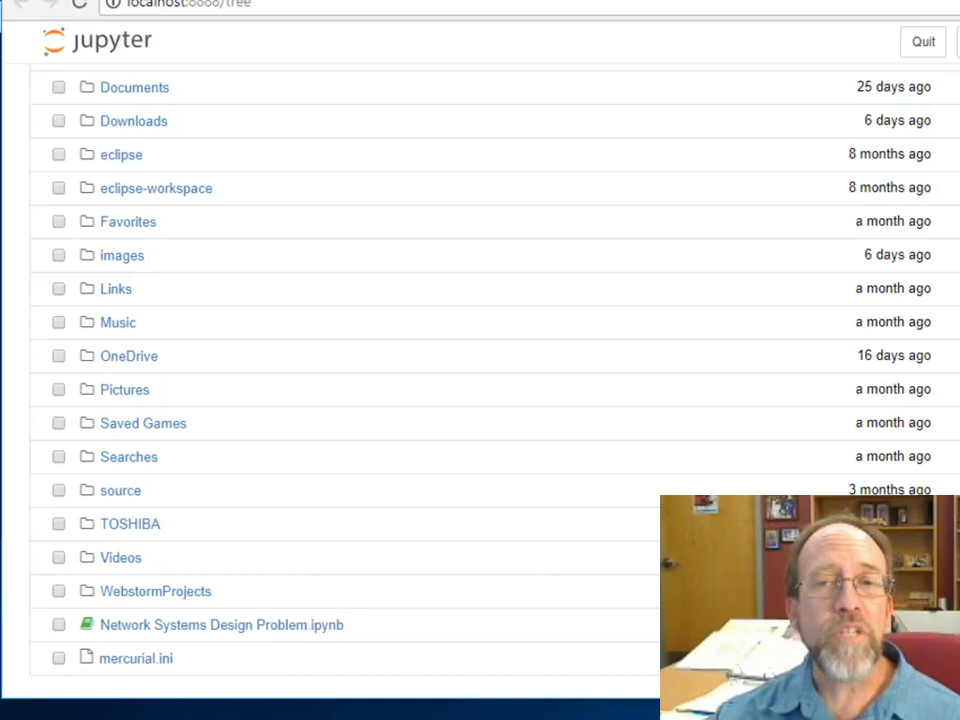 localhost:8888/tree
jupyter
Quit
Documents 25 days ago
Downloads 6 days ago
eclipse 8 months ago
eclipse-workspace 8 months ago
Favorites a month ago
images 6 days ago
Links a month ago
Music a month ago
OneDrive 16 days ago
Pictures a month ago
Saved Games a month ago
Searches a month ago
source 3 months ago
TOSHIBA
Videos
WebstormProjects
Network Systems Design Problem.ipynb
mercurial.ini